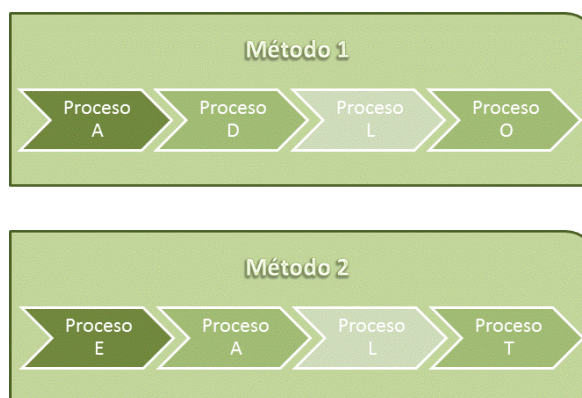 Método 1
Proceso
A
Proceso
D
Proceso
L
Proceso
O
Método 2
Proceso
E
Proceso
A
Proceso
L
Proceso
T